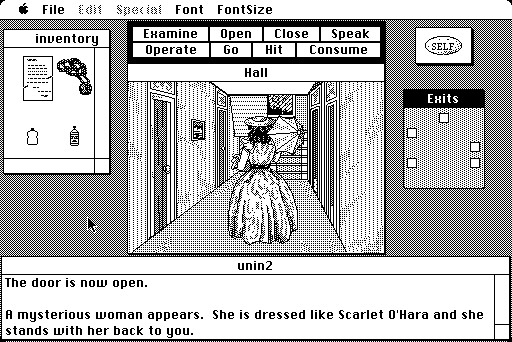 File Edit Special Font FontSize
inventory
Examine Open Close Speak
Operate Go Hit Consume
SELF
Hall
Exits
unin2
The door is now open.
A mysterious woman appears. She is dressed like Scarlet O'Hara and she
stands with her back to you.